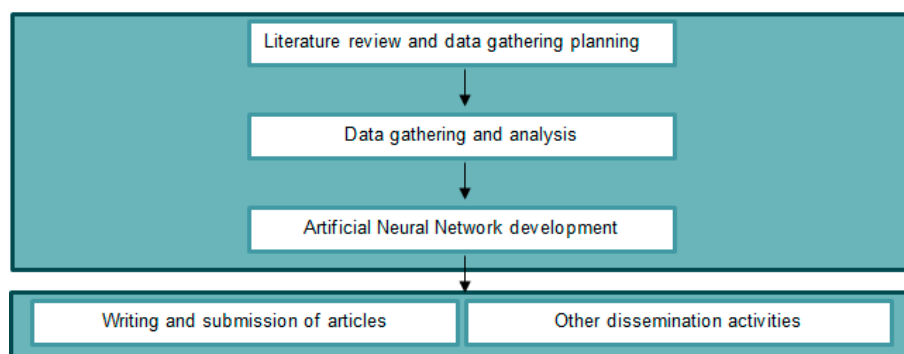 Literature review and data gathering planning
Data gathering and analysis
Artificial Neural Network development
Writing and submission of articles
Other dissemination activities